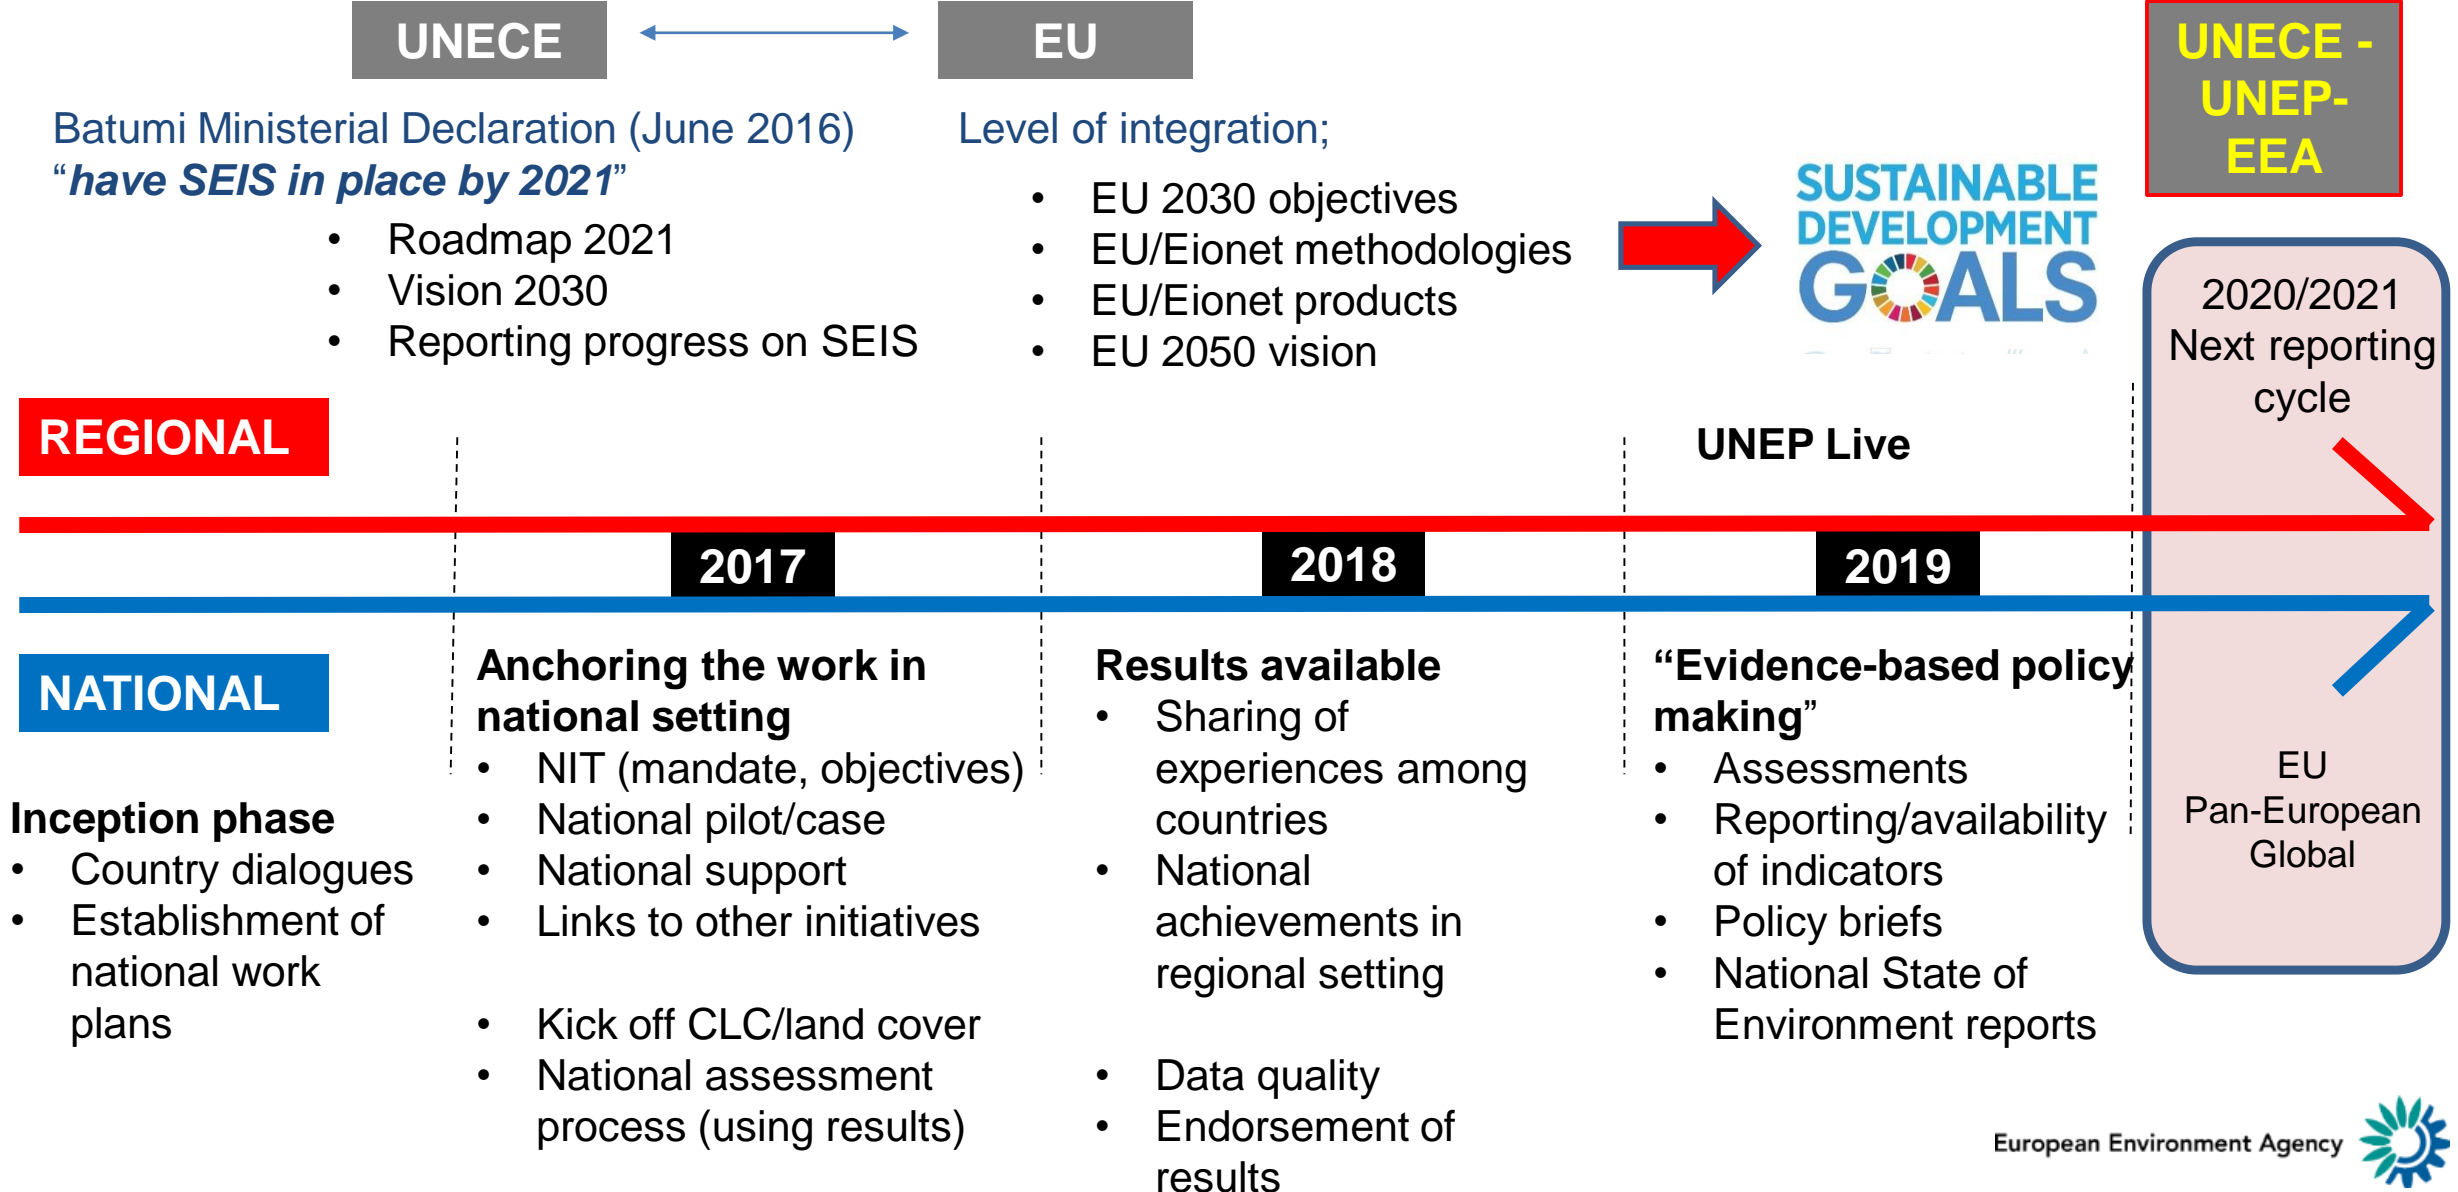 UNECE
EU
UNECE -
UNEP-
EEA
Batumi Ministerial Declaration (June 2016)
“have SEIS in place by 2021”
• Roadmap 2021
• Vision 2030
• Reporting progress on SEIS
Level of integration;
• EU 2030 objectives
• EU/Eionet methodologies
• EU/Eionet products
• EU 2050 vision
SUSTAINABLE
DEVELOPMENT
GOALS
2020/2021
Next reporting
cycle
REGIONAL
UNEP Live
2017
2018
2019
NATIONAL
Inception phase
• Country dialogues
• Establishment of
national work
plans
Anchoring the work in
national setting
• NIT (mandate, objectives)
• National pilot/case
• National support
• Links to other initiatives
• Kick off CLC/land cover
• National assessment
process (using results)
Results available
• Sharing of
experiences among
countries
• National
achievements in
regional setting
• Data quality
• Endorsement of
results
“Evidence-based policy
making”
• Assessments
• Reporting/availability
of indicators
• Policy briefs
• National State of
Environment reports
EU
Pan-European
Global
European Environment Agency